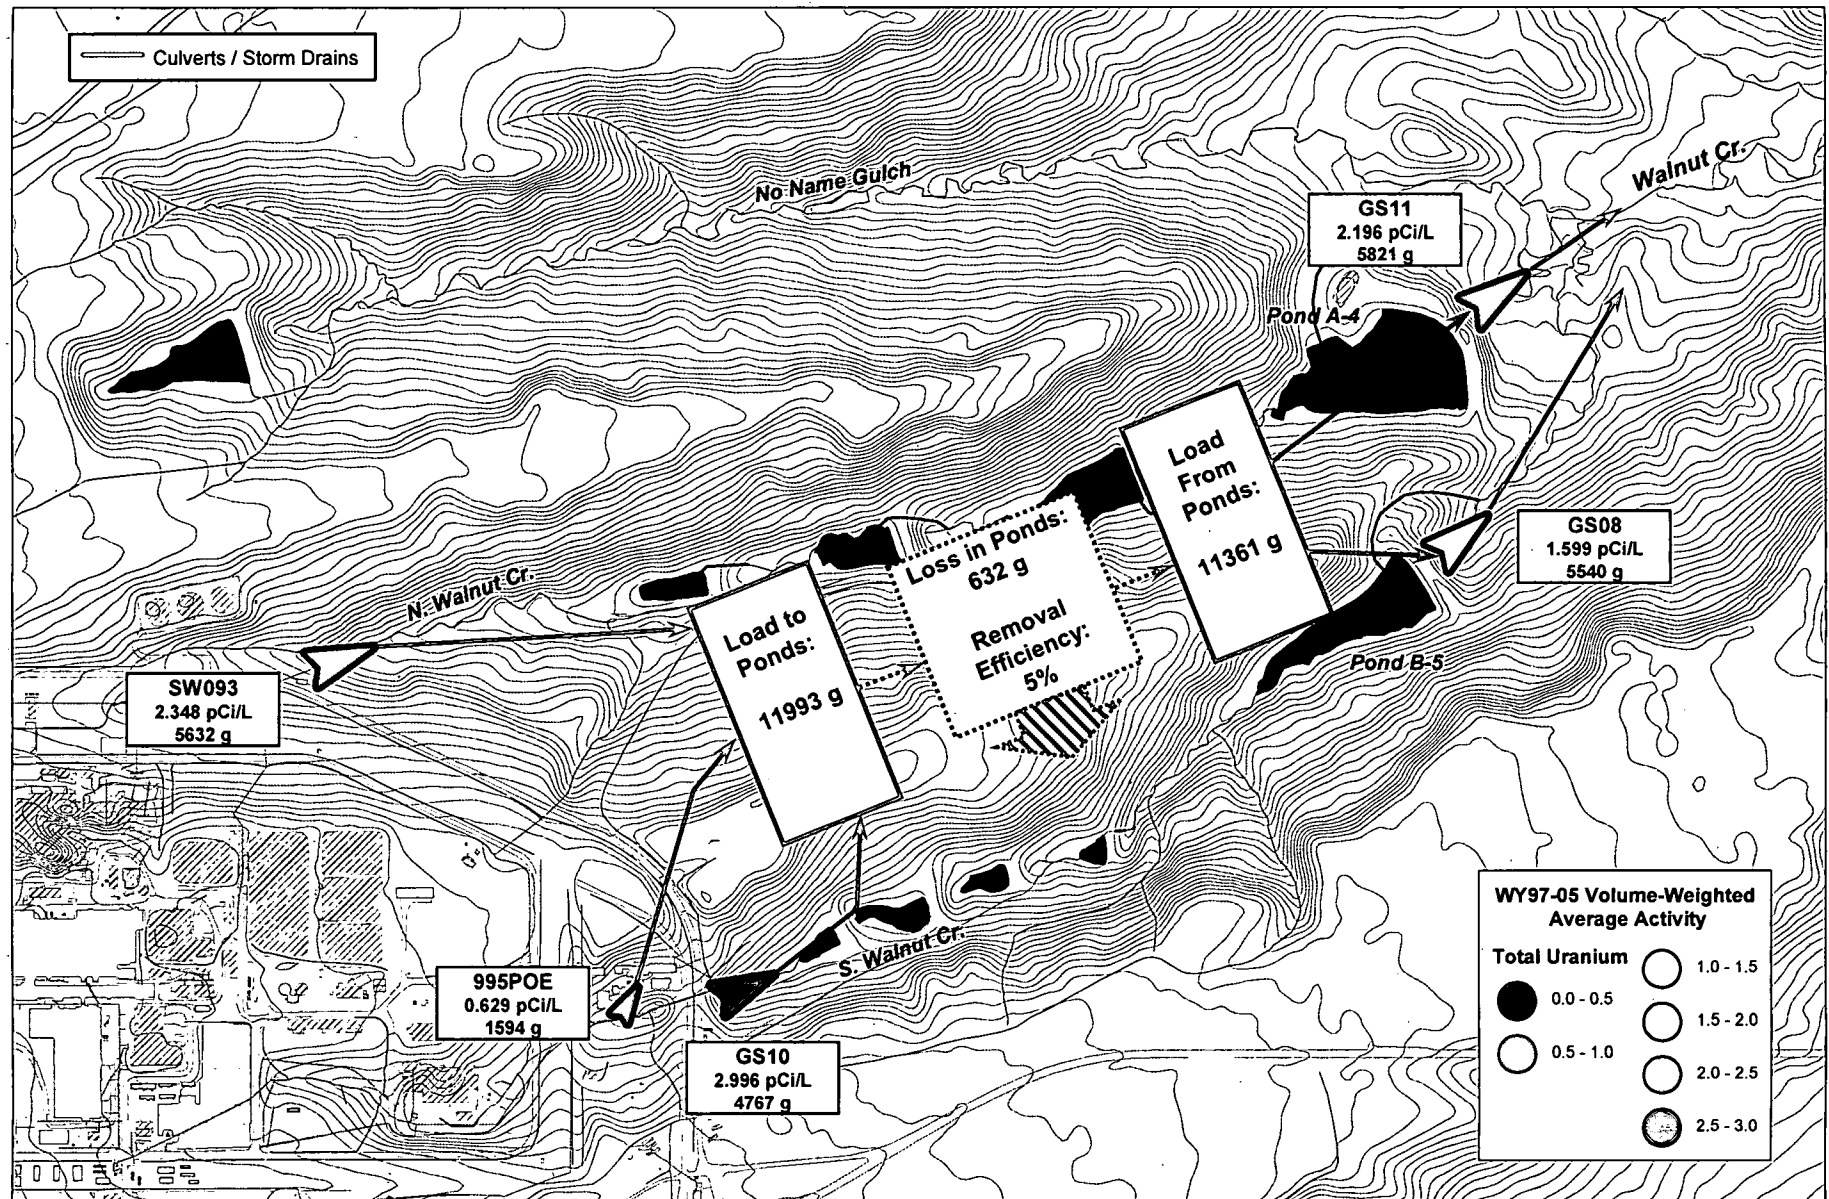 Culverts / Storm Drains
No Name Gulch
Walnut Cr.
GS11
2.196 pCi/L
5821 g
Pond A-4
Load
From
Ponds:
11361 g
Loss in Ponds:
632 g
Removal
Efficiency:
5%
GS08
1.599 pCi/L
5540 g
N. Walnut Cr.
Load to
Ponds:
11993 g
Pond B-5
SW093
2.348 pCi/L
5632 g
S. Walnut Cr.
995POE
0.629 pCi/L
1594 g
GS10
2.996 pCi/L
4767 g
WY97-05 Volume-Weighted
Average Activity
Total Uranium
0.0 - 0.5
0.5 - 1.0
1.0 - 1.5
1.5 - 2.0
2.0 - 2.5
2.5 - 3.0